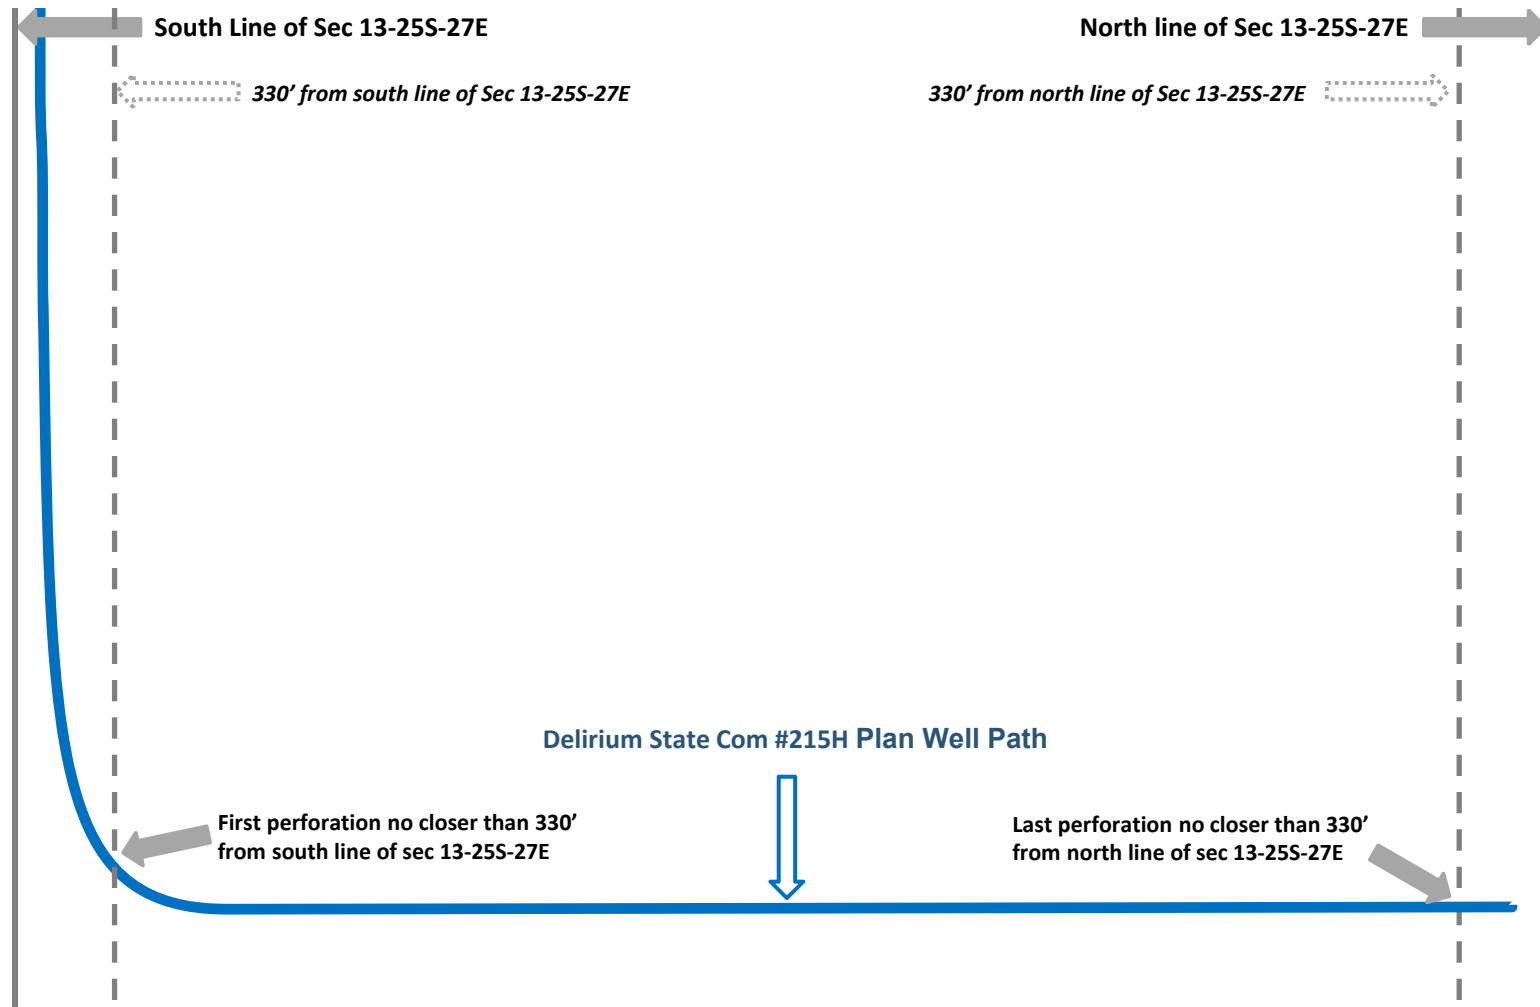 South Line of Sec 13-25S-27E
North line of Sec 13-25S-27E
330’ from south line of Sec 13-25S-27E
330’ from north line of Sec 13-25S-27E
Delirium State Com #215H Plan Well Path
First perforation no closer than 330’
from south line of sec 13-25S-27E
Last perforation no closer than 330’
from north line of sec 13-25S-27E